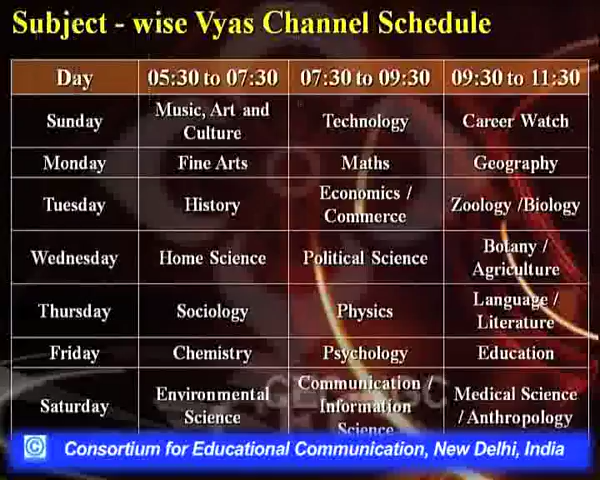 Subject - wise Vyas Channel Schedule
Day 05:30 to 07:30 07:30 to 09:30 09:30 to 11:30
Sunday Music, Art and Culture Technology Career Watch
Monday Fine Arts Maths Geography
Tuesday History Economics / Commerce Zoology /Biology
Wednesday Home Science Political Science Botany / Agriculture
Thursday Sociology Physics Language / Literature
Friday Chemistry Psychology Education
Saturday Environmental Science Communication / Information Science Medical Science / Anthropology
Consortium for Educational Communication, New Delhi, India